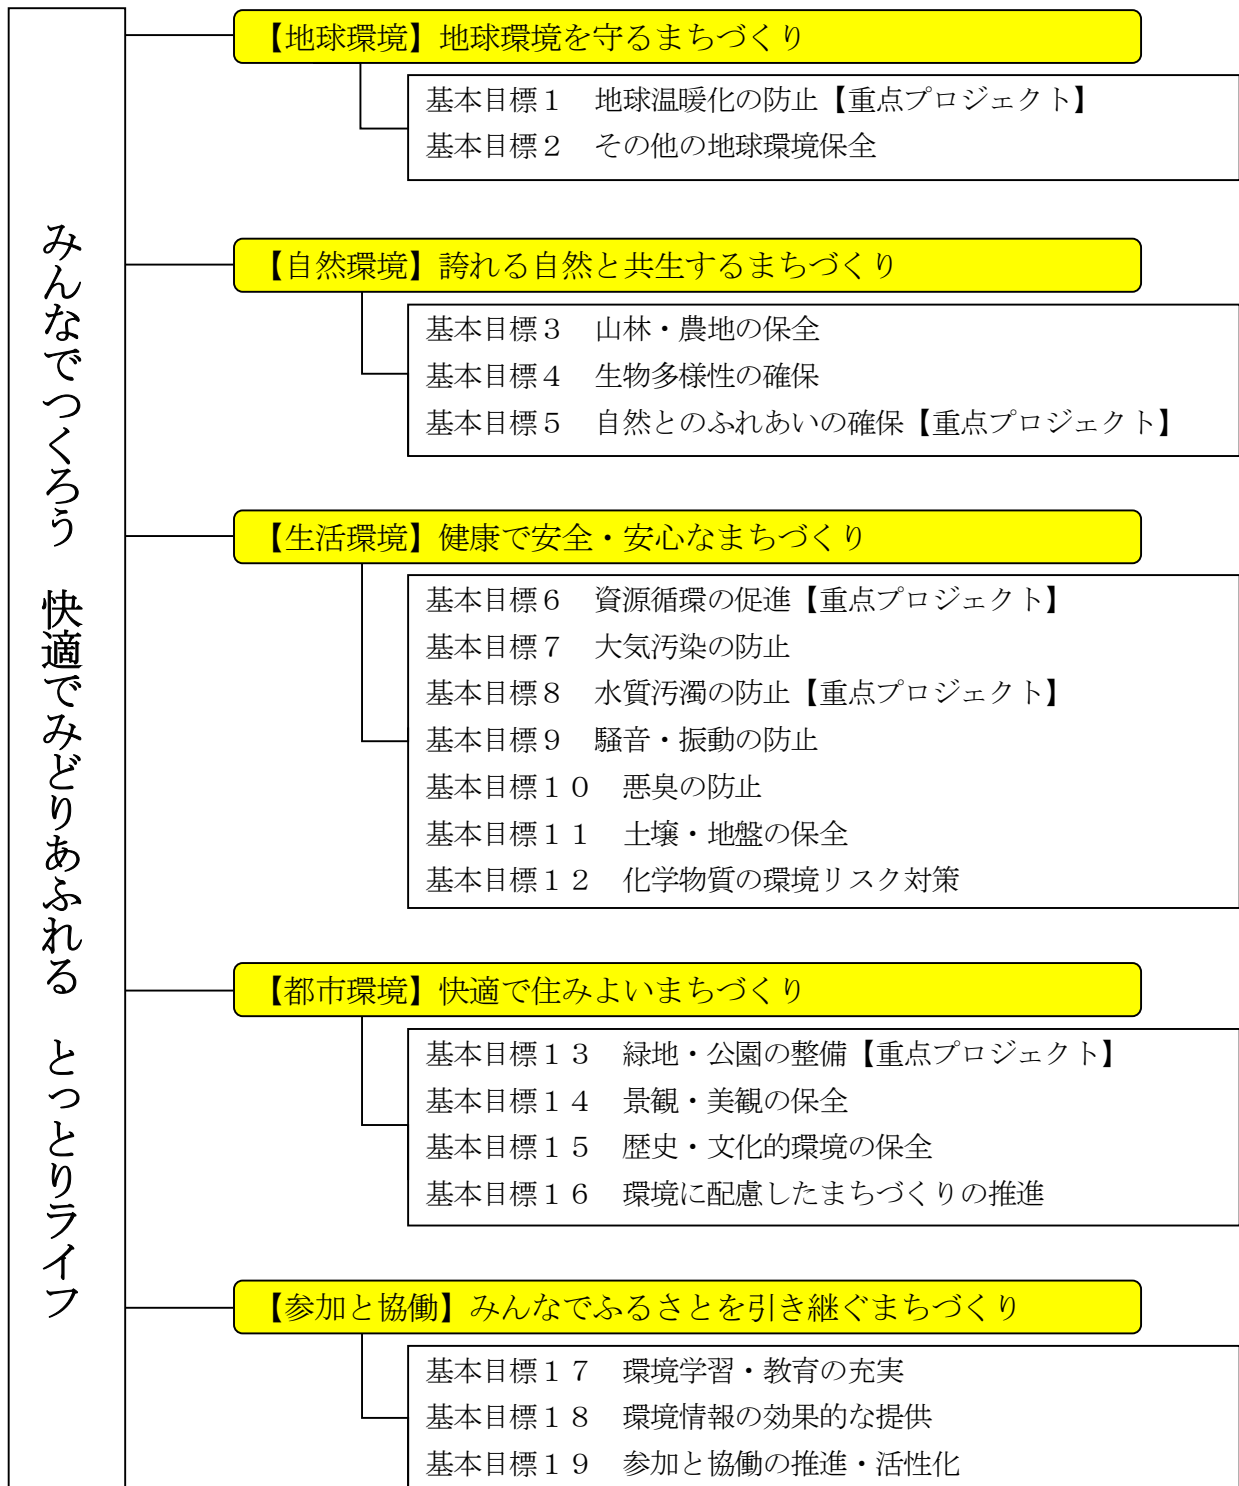 みんなでつくろう　快適でみどりあふれる　とっとりライフ
【地球環境】地球環境を守るまちづくり
基本目標１　地球温暖化の防止【重点プロジェクト】
基本目標２　その他の地球環境保全
【自然環境】誇れる自然と共生するまちづくり
基本目標３　山林・農地の保全
基本目標４　生物多様性の確保
基本目標５　自然とのふれあいの確保【重点プロジェクト】
【生活環境】健康で安全・安心なまちづくり
基本目標６　資源循環の促進【重点プロジェクト】
基本目標７　大気汚染の防止
基本目標８　水質汚濁の防止【重点プロジェクト】
基本目標９　騒音・振動の防止
基本目標１０　悪臭の防止
基本目標１１　土壌・地盤の保全
基本目標１２　化学物質の環境リスク対策
【都市環境】快適で住みよいまちづくり
基本目標１３　緑地・公園の整備【重点プロジェクト】
基本目標１４　景観・美観の保全
基本目標１５　歴史・文化的環境の保全
基本目標１６　環境に配慮したまちづくりの推進
【参加と協働】みんなでふるさとを引き継ぐまちづくり
基本目標１７　環境学習・教育の充実
基本目標１８　環境情報の効果的な提供
基本目標１９　参加と協働の推進・活性化